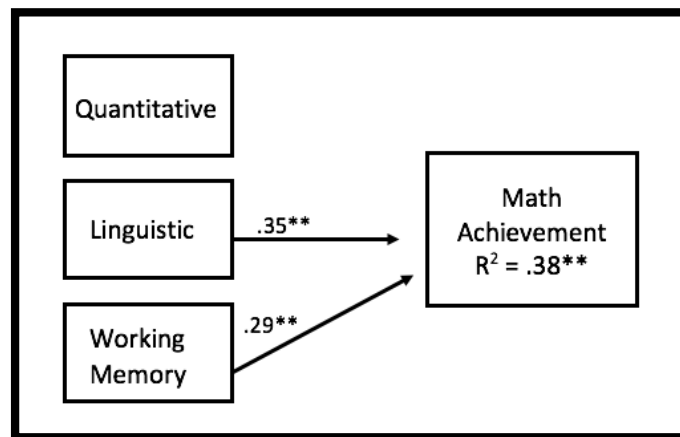 Quantitative
Linguistic
.35**
Working
Memory
.29**
Math
Achievement
R² = .38**